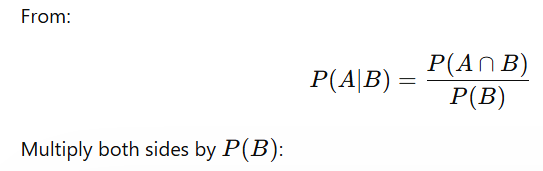 From:
P(A|B) = P(A ∩ B) / P(B)
Multiply both sides by P(B):